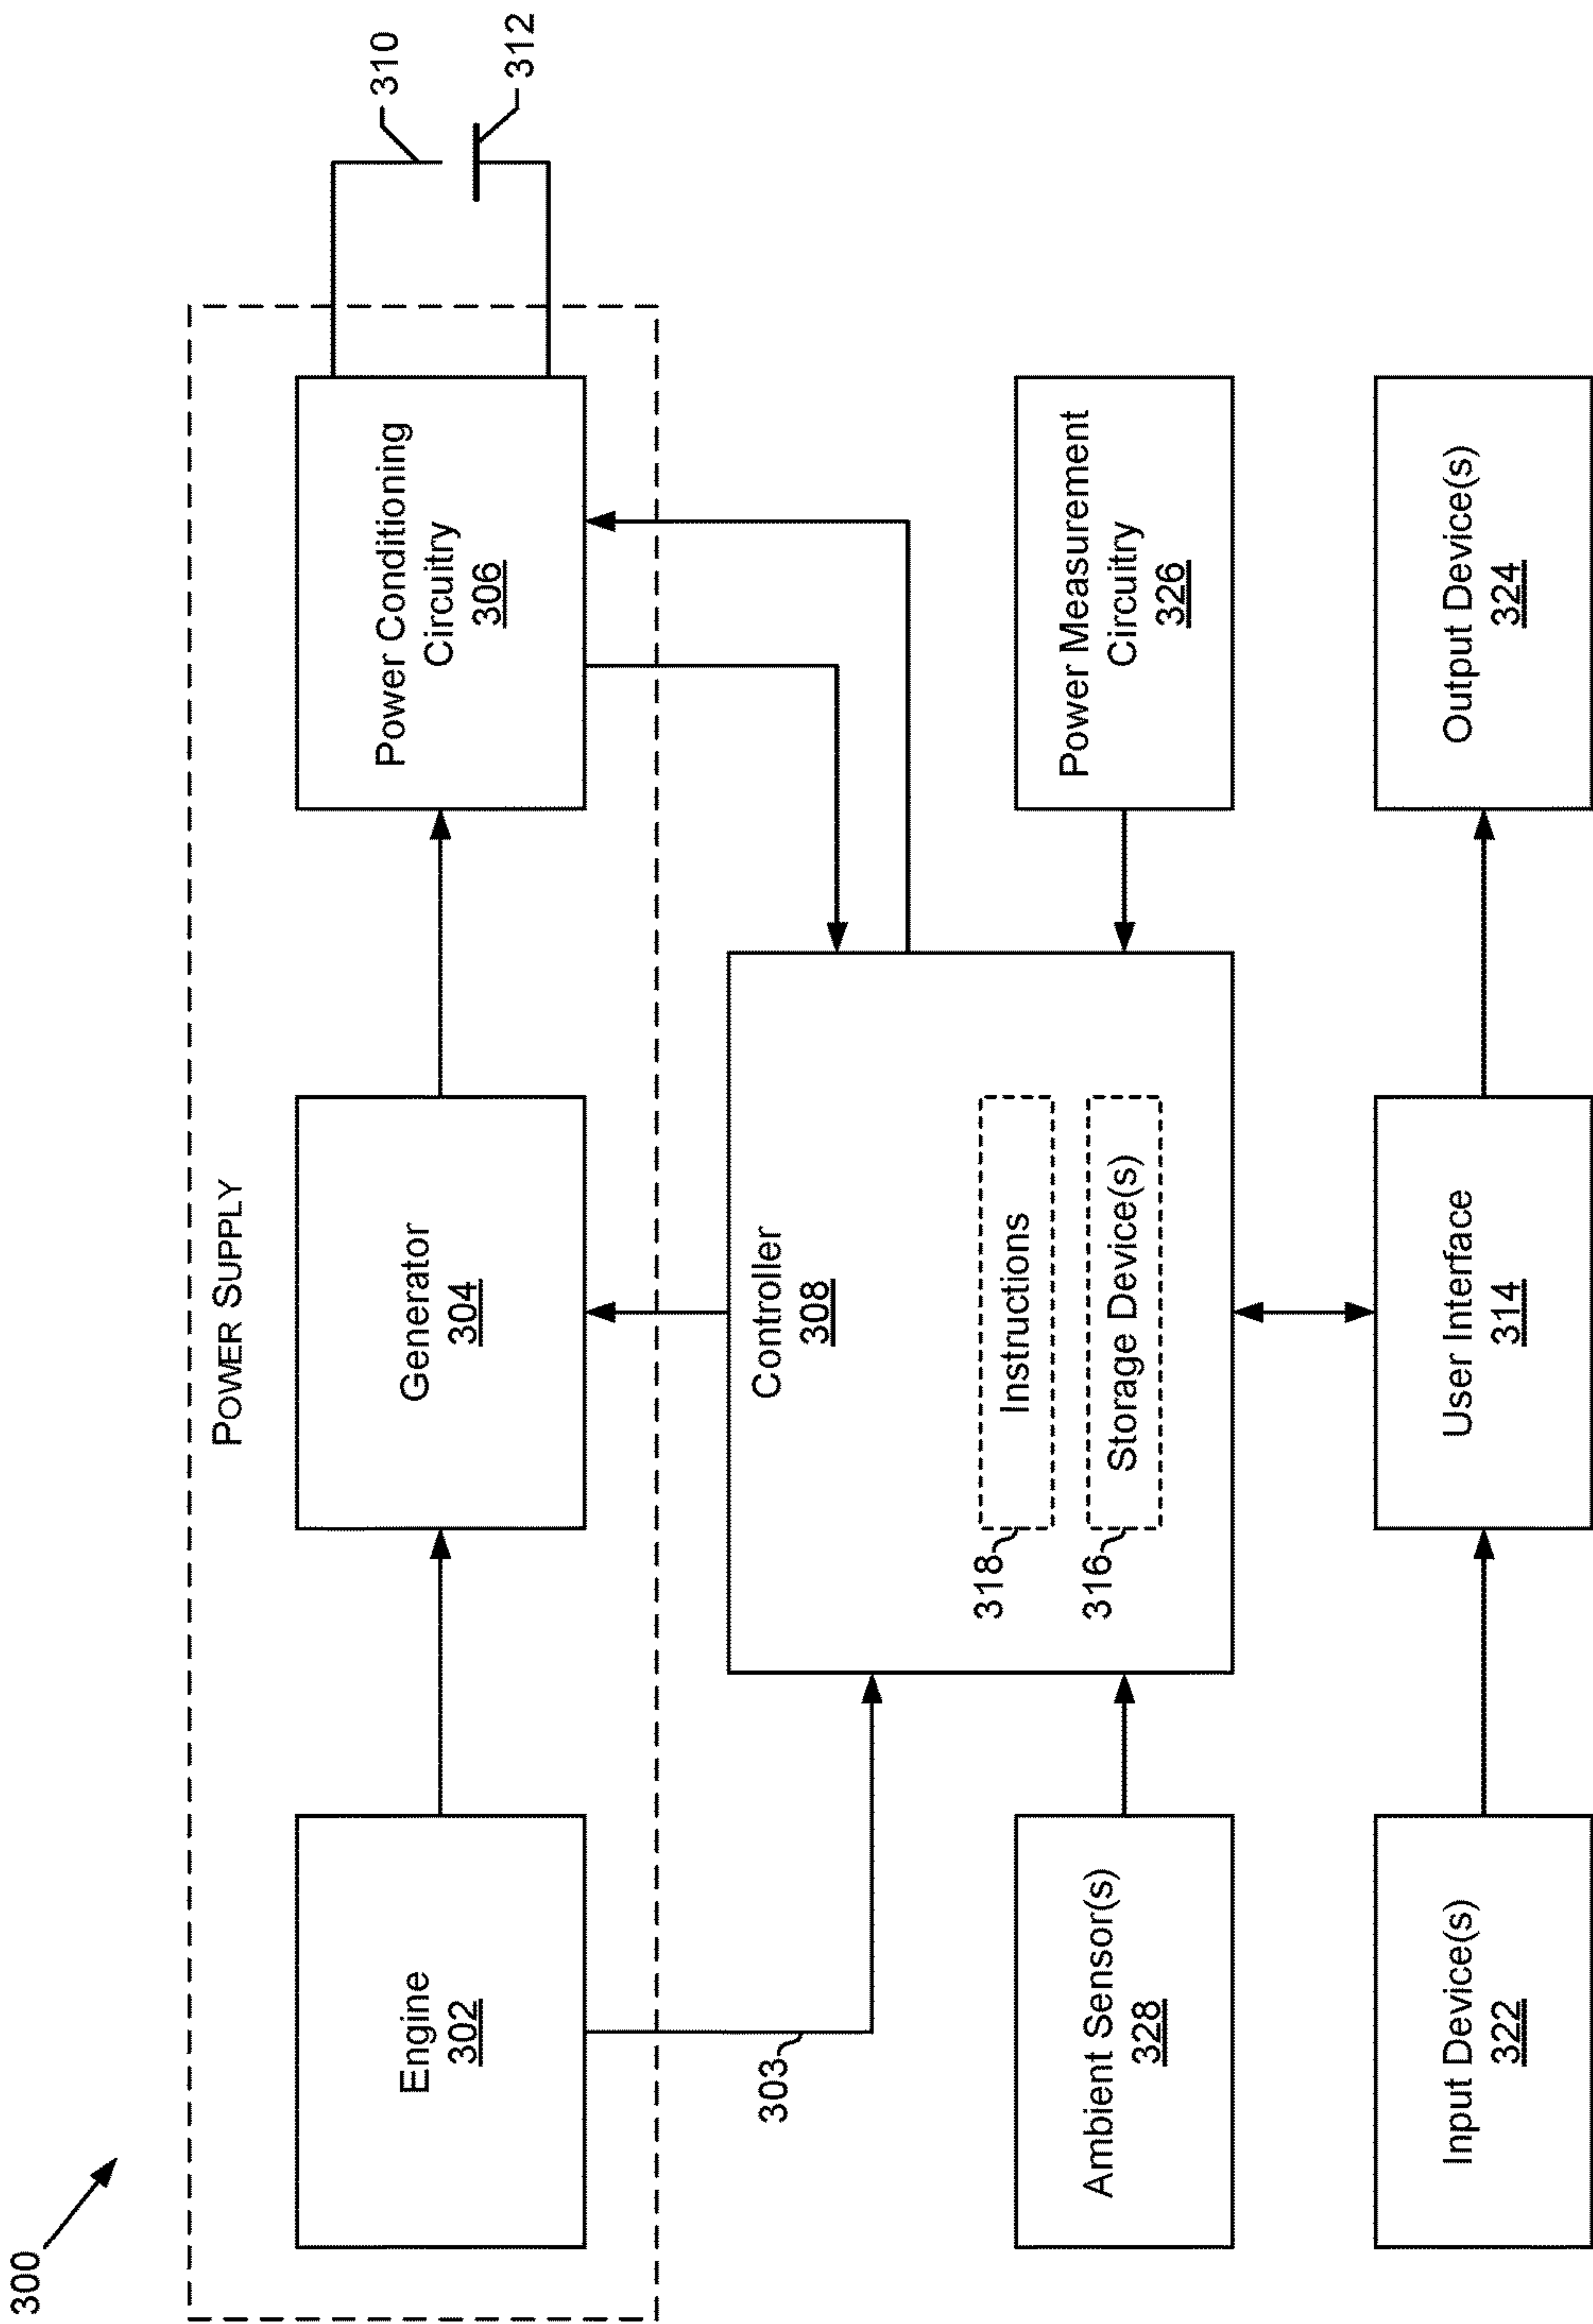 300
POWER SUPPLY
Engine
302
Generator
304
Power Conditioning
Circuitry
306
310
312
303
Controller
308
318
Instructions
316
Storage Device(s)
Ambient Sensor(s)
328
Power Measurement
Circuitry
326
Input Device(s)
322
User Interface
314
Output Device(s)
324